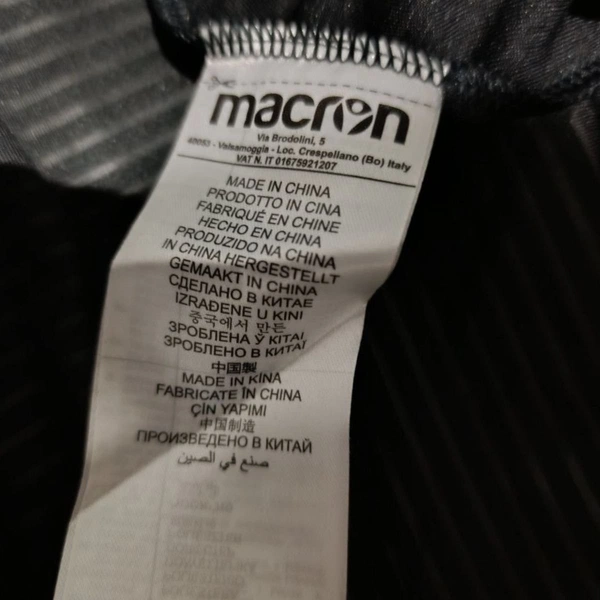 macron
Via Brodolini, 5
40053 - Valsamoggia - Loc. Crespellano (Bo) Italy
VAT N. IT 01675921207
MADE IN CHINA
PRODOTTO IN CINA
FABRIQUÉ EN CHINE
HECHO EN CHINA
PRODUZIDO NA CHINA
IN CHINA HERGESTELLT
GEMAAKT IN CHINA
СДЕЛАНО В КИТАЕ
IZRAĐENE U KINI
중국에서 만든
ЗРОБЛЕНА Ў КІТАІ
ЗРОБЛЕНО В КІТАЇ
中国製
MADE IN KINA
FABRICATE ÎN CHINA
ÇİN YAPIMI
中国制造
ПРОИЗВЕДЕНО В КИТАЙ
صنع في الصين